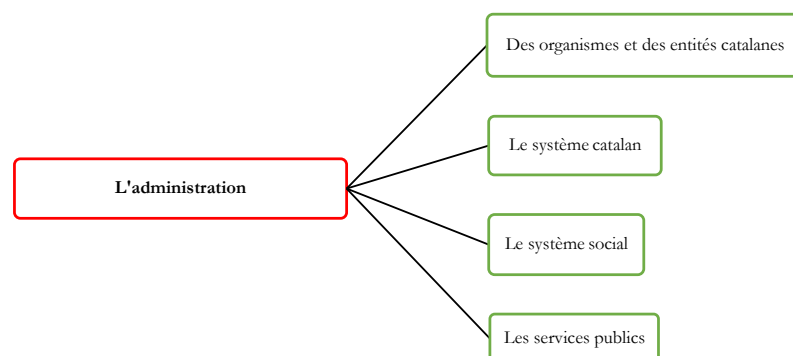 Des organismes et des entités catalanes
Le système catalan
L'administration
Le système social
Les services publics